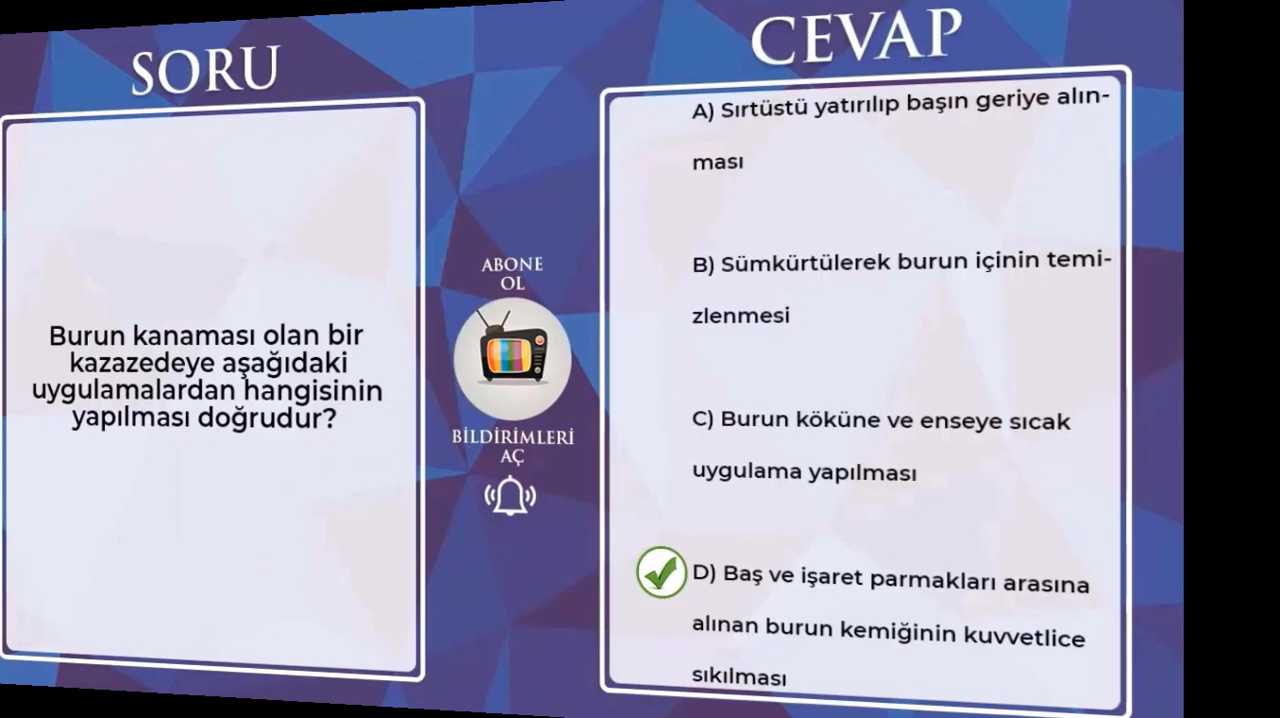 SORU
Burun kanaması olan bir
kazazedeye aşağıdaki
uygulamalardan hangisinin
yapılması doğrudur?
ABONE
OL
BİLDİRİMLERİ
AÇ
CEVAP
A) Sırtüstü yatırılıp başın geriye alın-
ması
B) Sümkürtülerek burun içinin temi-
zlenmesi
C) Burun köküne ve enseye sıcak
uygulama yapılması
D) Baş ve işaret parmakları arasına
alınan burun kemiğinin kuvvetlice
sıkılması